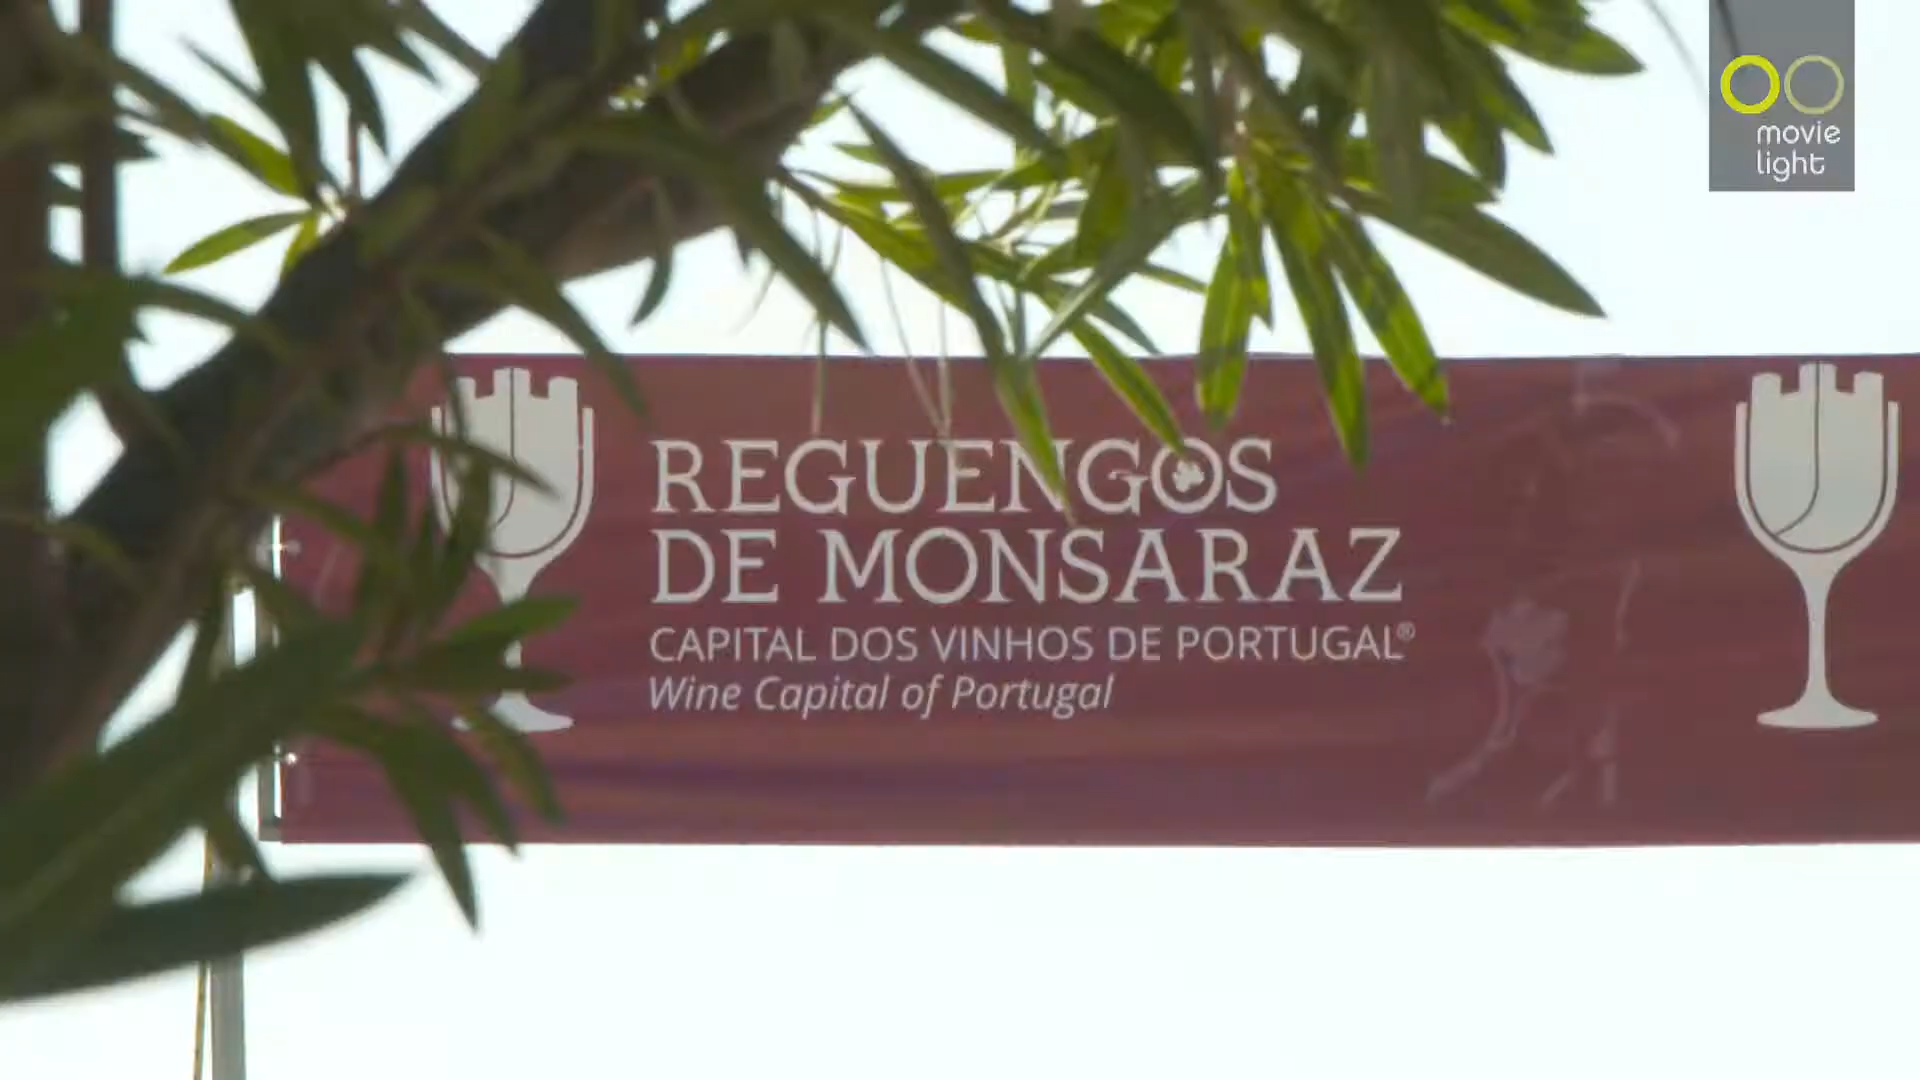 movie
light
REGUENGOS
DE MONSARAZ
CAPITAL DOS VINHOS DE PORTUGAL®
Wine Capital of Portugal